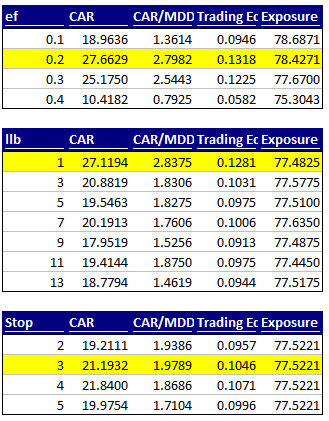 ef CAR CAR/MDD Trading Ec Exposure
0.1 18.9636 1.3614 0.0946 78.6871
0.2 27.6629 2.7982 0.1318 78.4271
0.3 25.1750 2.5443 0.1225 77.6700
0.4 10.4182 0.7925 0.0582 75.3043
llb CAR CAR/MDD Trading Ec Exposure
1 27.1194 2.8375 0.1281 77.4825
3 20.8819 1.8306 0.1031 77.5775
5 19.5463 1.8275 0.0975 77.5100
7 20.1913 1.7606 0.1006 77.6350
9 17.9519 1.5256 0.0913 77.4875
11 19.4144 1.8750 0.0975 77.4450
13 18.7794 1.4619 0.0944 77.5175
Stop CAR CAR/MDD Trading Ec Exposure
2 19.2111 1.9386 0.0957 77.5221
3 21.1932 1.9789 0.1046 77.5221
4 21.8400 1.8686 0.1071 77.5221
5 19.9754 1.7104 0.0996 77.5221